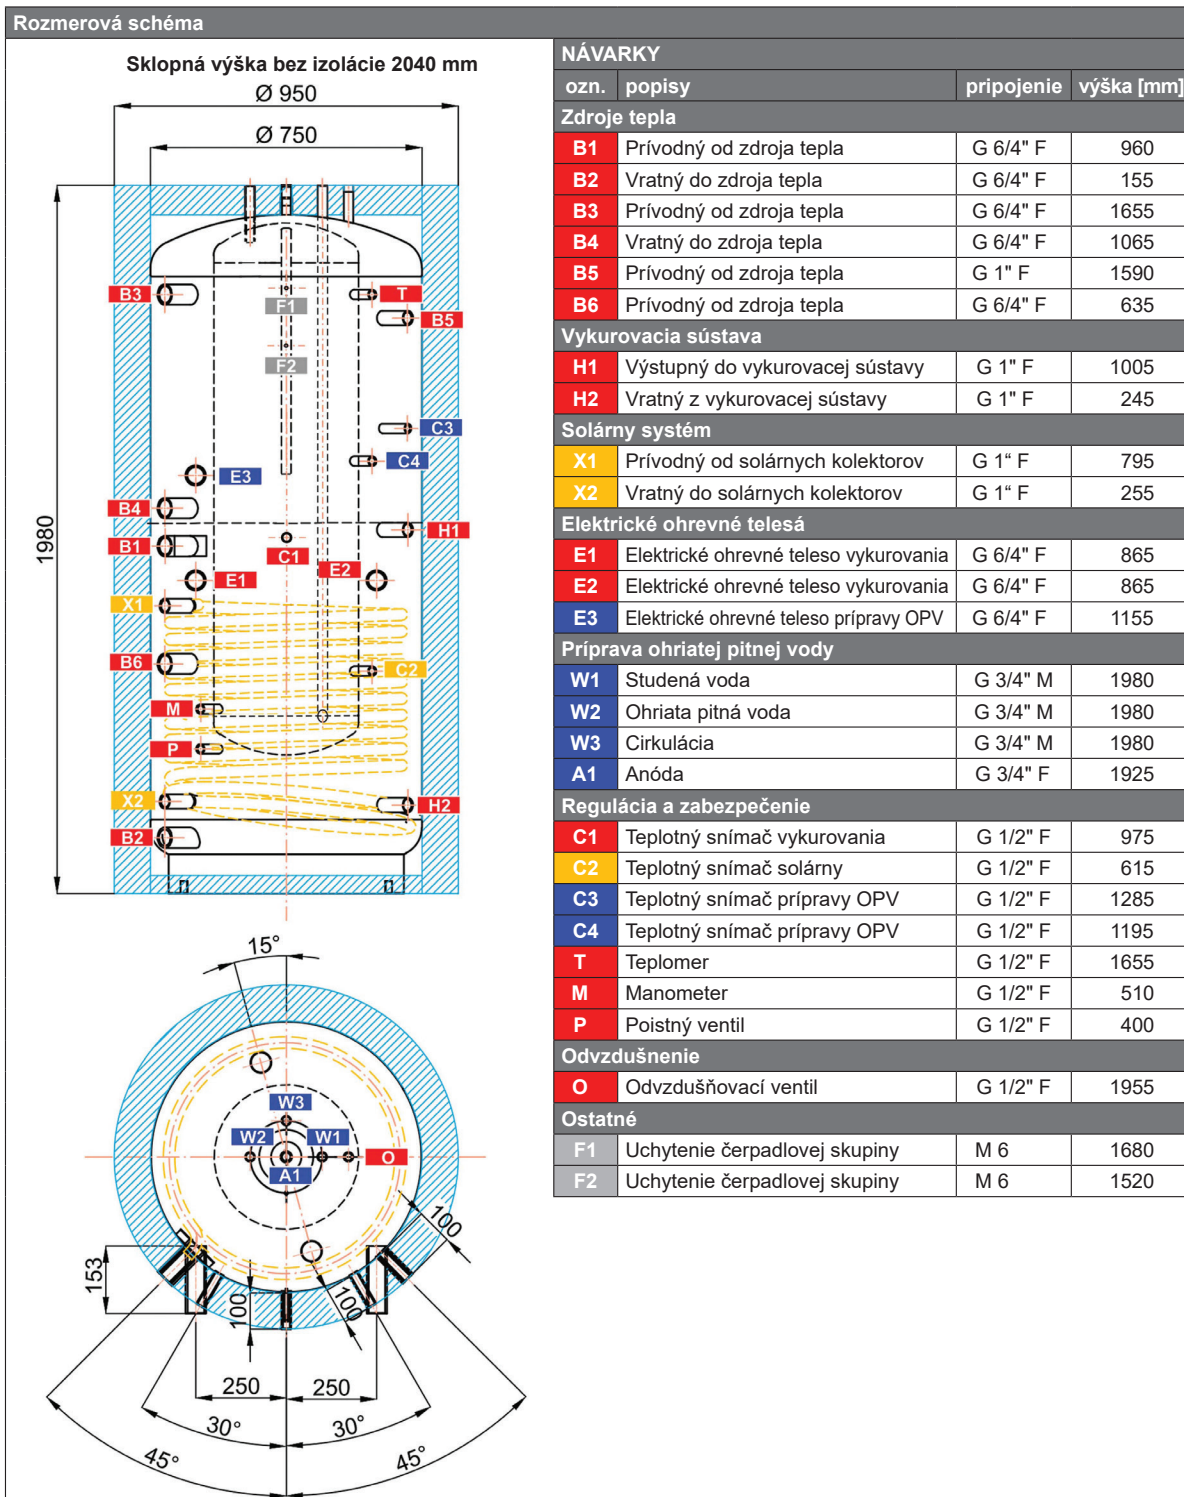 Rozmerová schéma
Sklopná výška bez izolácie 2040 mm
Ø 950
Ø 750
1980
B3
T
F1
B5
F2
C3
C4
E3
B4
H1
B1
C1
E1
E2
X1
B6
C2
M
P
X2
H2
B2
15°
W3
W2
W1
O
A1
100
153
100
100
250
250
30°
30°
45°
45°
NÁVARKY
ozn. popisy pripojenie výška [mm]
Zdroje tepla
B1 Prívodný od zdroja tepla G 6/4" F 960
B2 Vratný do zdroja tepla G 6/4" F 155
B3 Prívodný od zdroja tepla G 6/4" F 1655
B4 Vratný do zdroja tepla G 6/4" F 1065
B5 Prívodný od zdroja tepla G 1" F 1590
B6 Prívodný od zdroja tepla G 6/4" F 635
Vykurovacia sústava
H1 Výstupný do vykurovacej sústavy G 1" F 1005
H2 Vratný z vykurovacej sústavy G 1" F 245
Solárny systém
X1 Prívodný od solárnych kolektorov G 1“ F 795
X2 Vratný do solárnych kolektorov G 1“ F 255
Elektrické ohrevné telesá
E1 Elektrické ohrevné teleso vykurovania G 6/4" F 865
E2 Elektrické ohrevné teleso vykurovania G 6/4" F 865
E3 Elektrické ohrevné teleso prípravy OPV G 6/4" F 1155
Príprava ohriatej pitnej vody
W1 Studená voda G 3/4" M 1980
W2 Ohriata pitná voda G 3/4" M 1980
W3 Cirkulácia G 3/4" M 1980
A1 Anóda G 3/4" F 1925
Regulácia a zabezpečenie
C1 Teplotný snímač vykurovania G 1/2" F 975
C2 Teplotný snímač solárny G 1/2" F 615
C3 Teplotný snímač prípravy OPV G 1/2" F 1285
C4 Teplotný snímač prípravy OPV G 1/2" F 1195
T Teplomer G 1/2" F 1655
M Manometer G 1/2" F 510
P Poistný ventil G 1/2" F 400
Odvzdušnenie
O Odvzdušňovací ventil G 1/2" F 1955
Ostatné
F1 Uchytenie čerpadlovej skupiny M 6 1680
F2 Uchytenie čerpadlovej skupiny M 6 1520